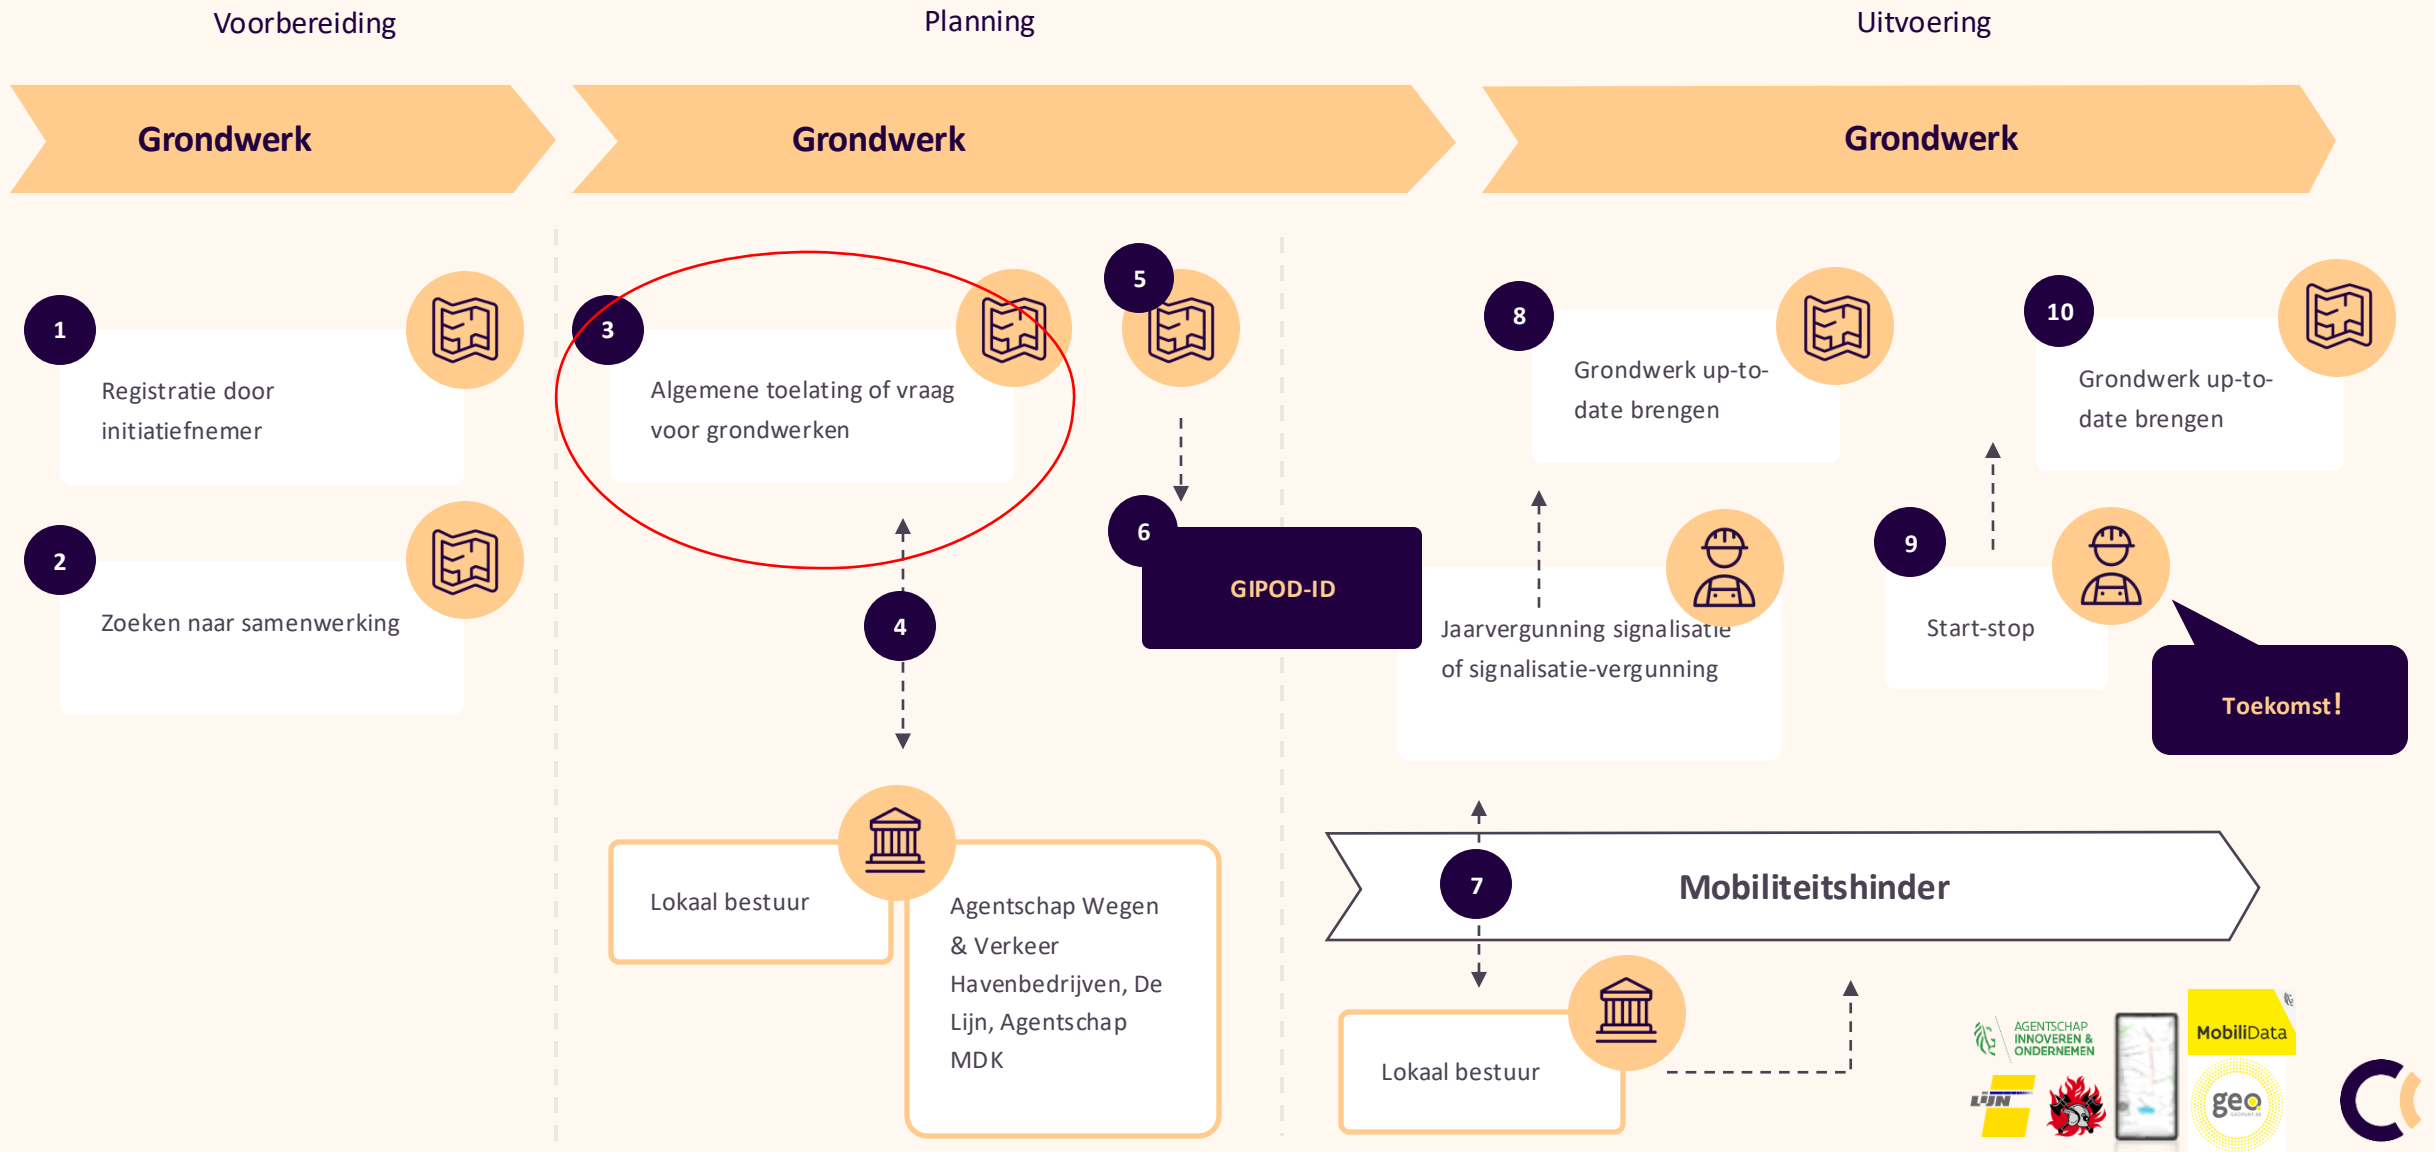 Voorbereiding
Planning
Uitvoering
Grondwerk
Grondwerk
Grondwerk
1
Registratie door
initiatiefnemer
2
Zoeken naar samenwerking
3
Algemene toelating of vraag
voor grondwerken
4
Lokaal bestuur
Agentschap Wegen
& Verkeer
Havenbedrijven, De
Lijn, Agentschap
MDK
5
6
GIPOD-ID
8
Grondwerk up-to-
date brengen
Jaarvergunning signalisatie
of signalisatie-vergunning
10
Grondwerk up-to-
date brengen
9
Start-stop
Toekomst!
7
Mobiliteitshinder
Lokaal bestuur
AGENTSCHAP
INNOVEREN &
ONDERNEMEN
LIJN
MobiliData
geo